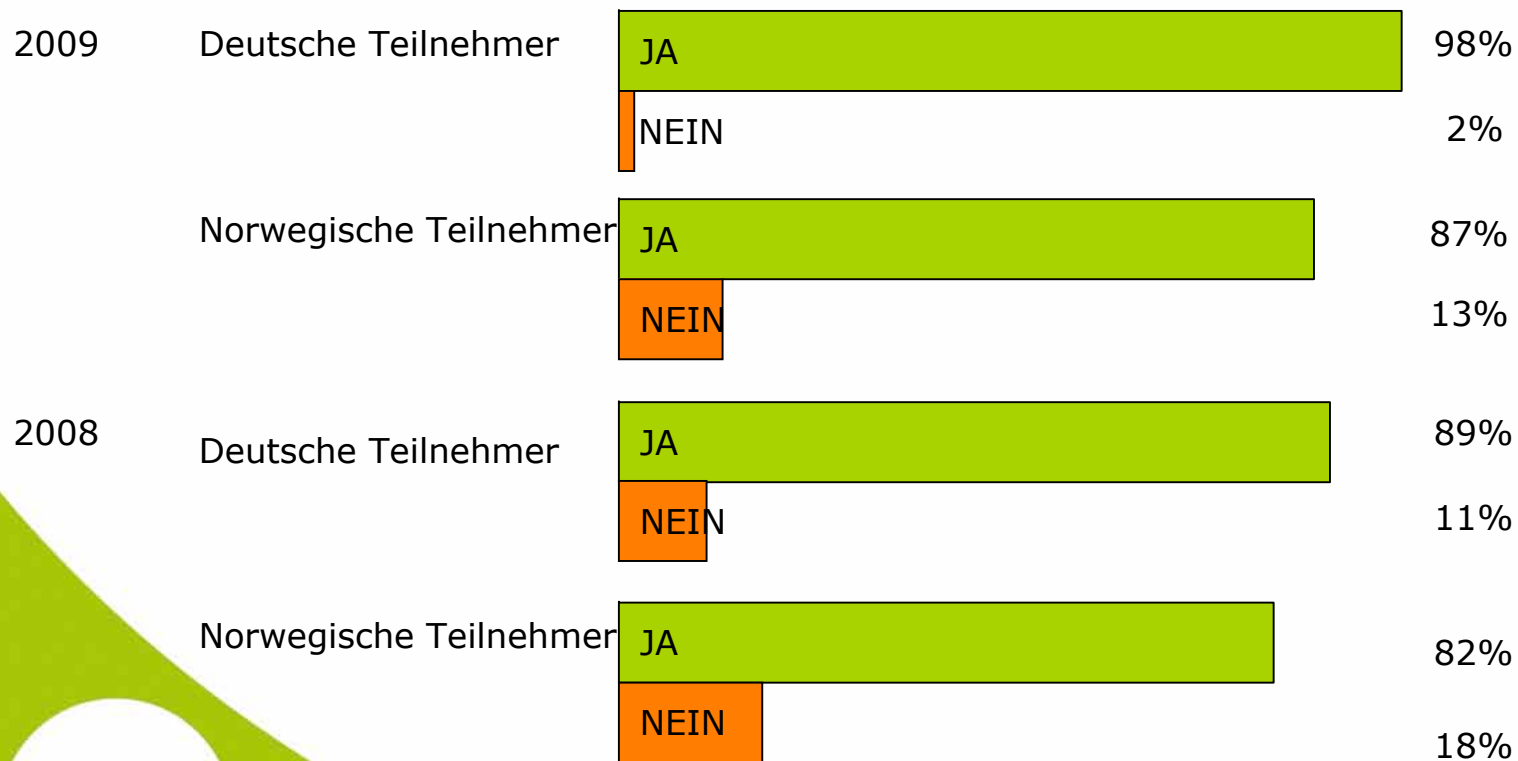 2009 Deutsche Teilnehmer JA 98%
NEIN 2%
Norwegische Teilnehmer JA 87%
NEIN 13%
2008 Deutsche Teilnehmer JA 89%
NEIN 11%
Norwegische Teilnehmer JA 82%
NEIN 18%